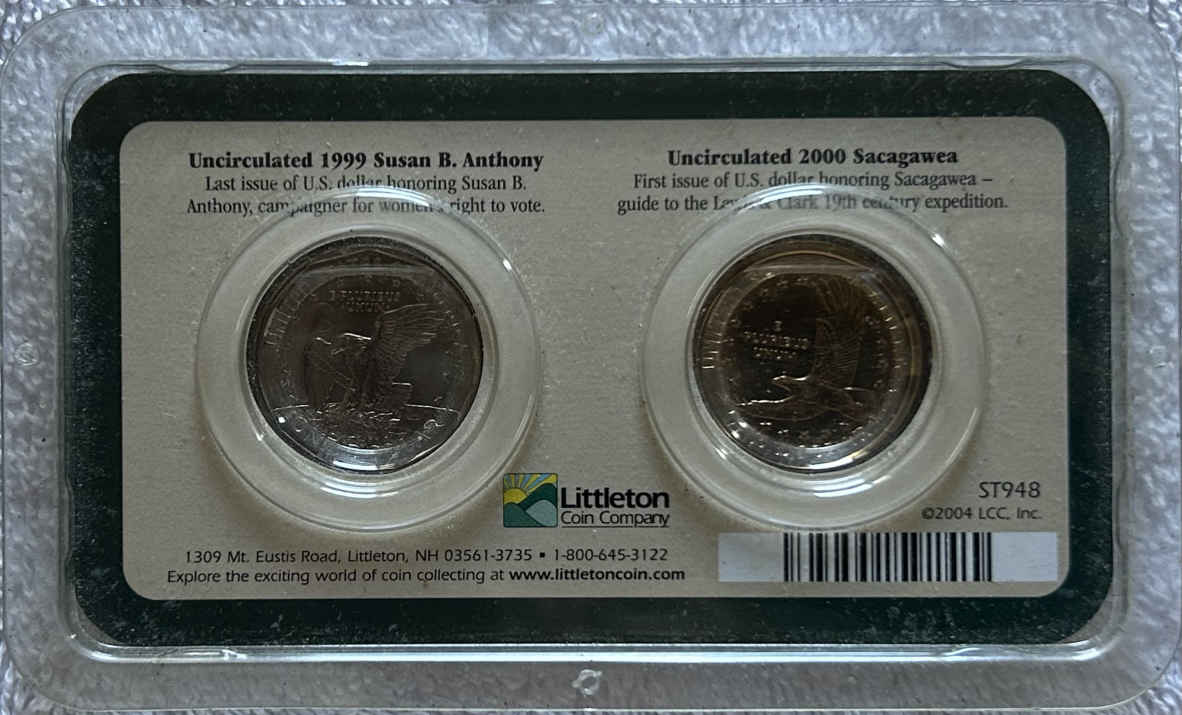 Uncirculated 1999 Susan B. Anthony
Last issue of U.S. dollar honoring Susan B.
Anthony, campaigner for women's right to vote.
Uncirculated 2000 Sacagawea
First issue of U.S. dollar honoring Sacagawea –
guide to the Lewis & Clark 19th century expedition.
E PLURIBUS
UNUM
E
PLURIBUS
UNUM
Littleton
Coin Company
ST948
©2004 LCC, Inc.
1309 Mt. Eustis Road, Littleton, NH 03561-3735 ▪ 1-800-645-3122
Explore the exciting world of coin collecting at www.littletoncoin.com